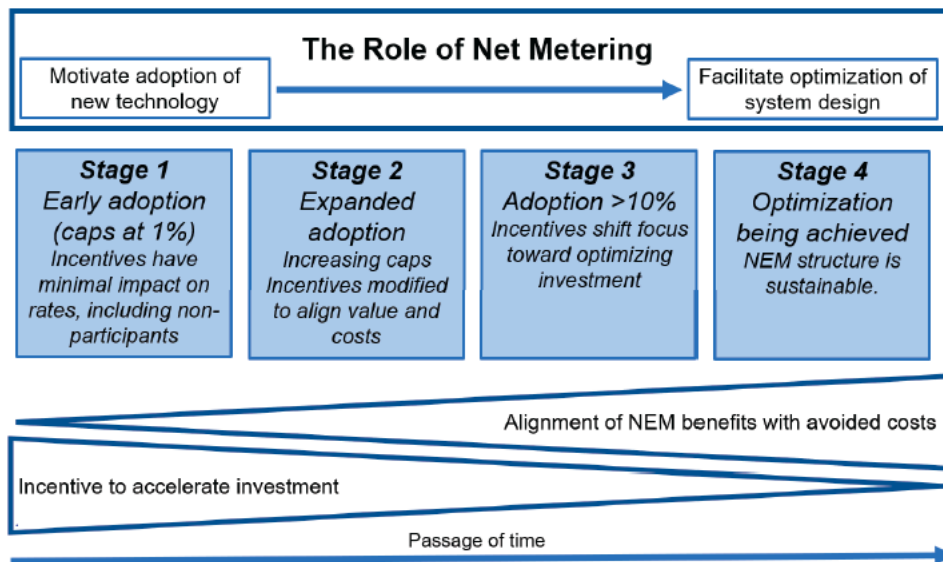 The Role of Net Metering
Motivate adoption of
new technology
Facilitate optimization of
system design
Stage 1
Early adoption
(caps at 1%)
Incentives have
minimal impact on
rates, including non-
participants
Stage 2
Expanded
adoption
Increasing caps
Incentives modified
to align value and
costs
Stage 3
Adoption >10%
Incentives shift focus
toward optimizing
investment
Stage 4
Optimization
being achieved
NEM structure is
sustainable.
Alignment of NEM benefits with avoided costs
Incentive to accelerate investment
Passage of time